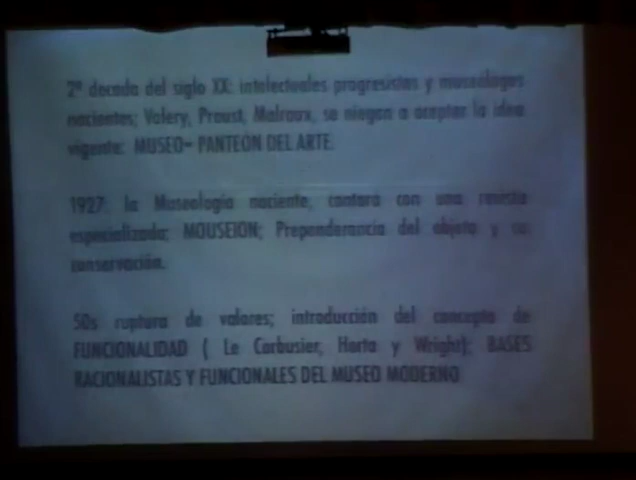 2ª decada del siglo XX: intelectuales progresistas y museólogos
nacientes; Valery, Proust, Malraux, se niegan a aceptar la idea
vigente: MUSEO= PANTEON DEL ARTE.
1927: la Museologia naciente, contará con una revista
especializada: MOUSEION; Preponderancia del objeto y su
conservación.
50s ruptura de valores; introducción del concepto de
FUNCIONALIDAD ( Le Corbusier, Horta y Wright); BASES
RACIONALISTAS Y FUNCIONALES DEL MUSEO MODERNO